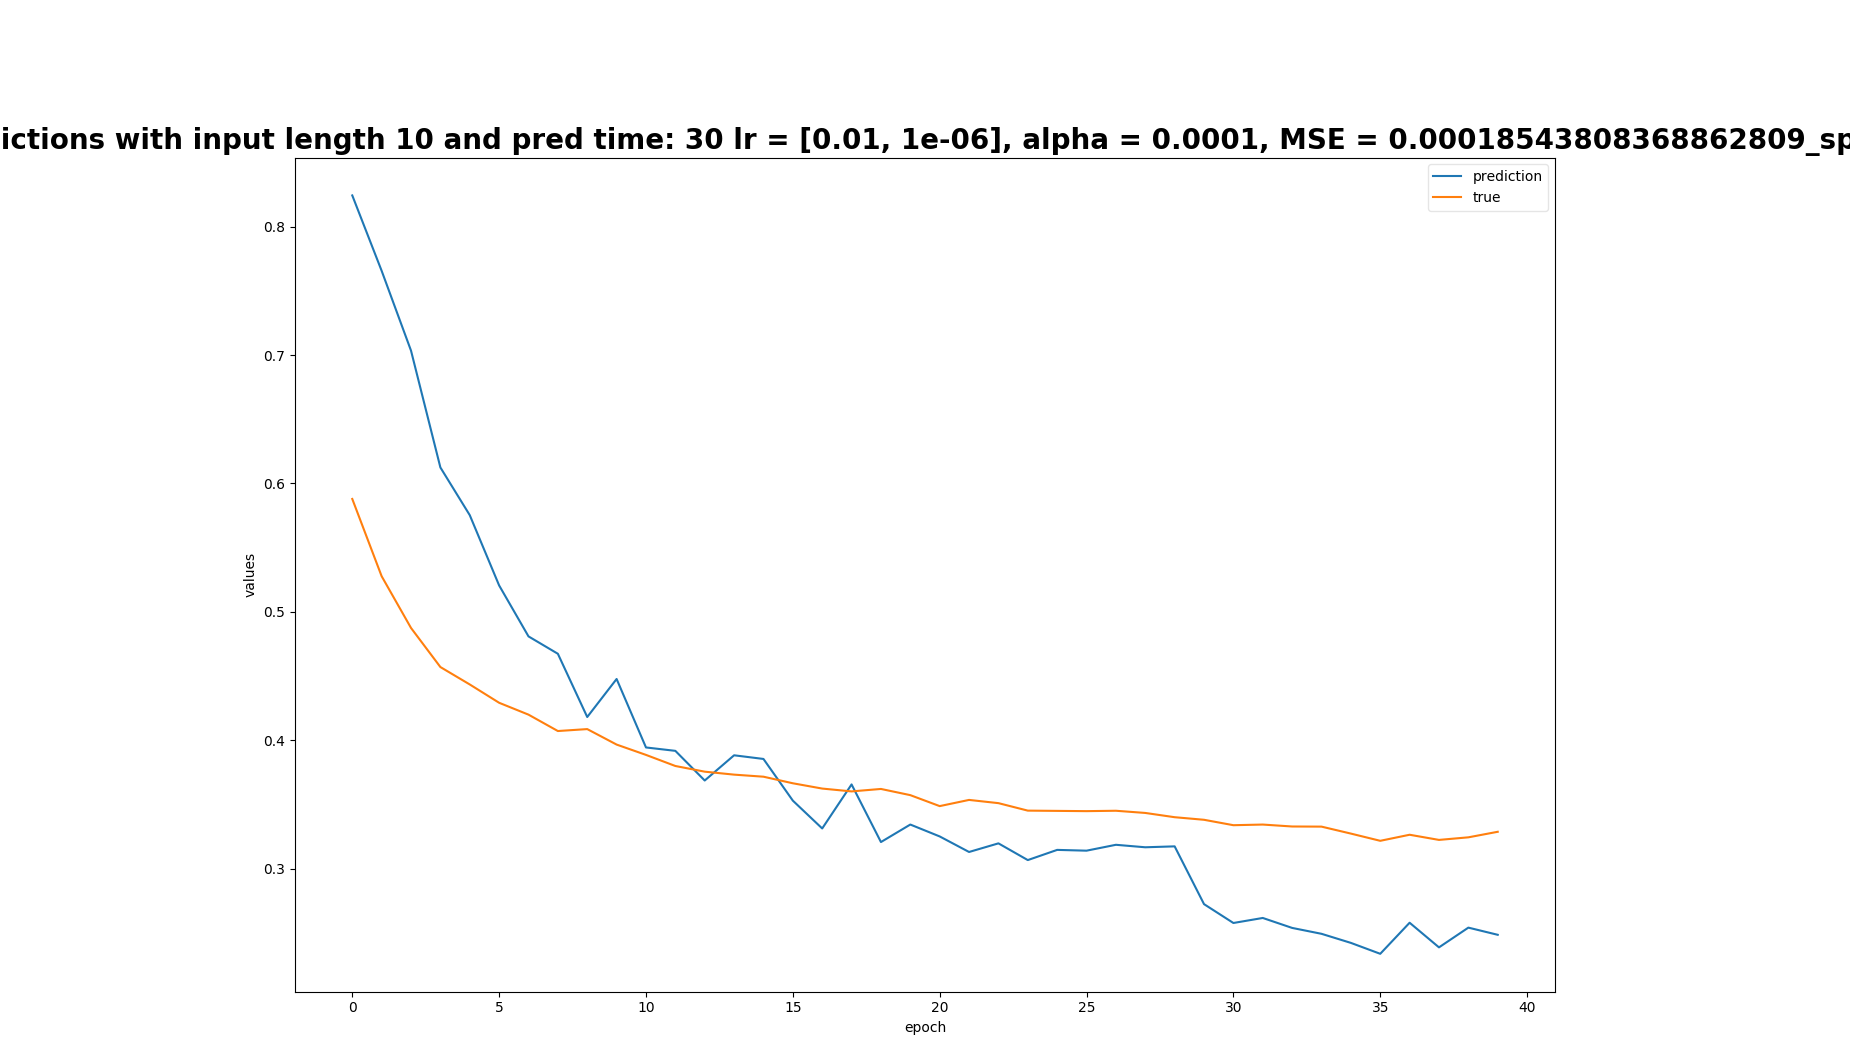 ictions with input length 10 and pred time: 30 lr = [0.01, 1e-06], alpha = 0.0001, MSE = 0.00018543808368862809_sp
prediction
true
0.8
0.7
0.6
0.5
0.4
0.3
values
0 5 10 15 20 25 30 35 40
epoch